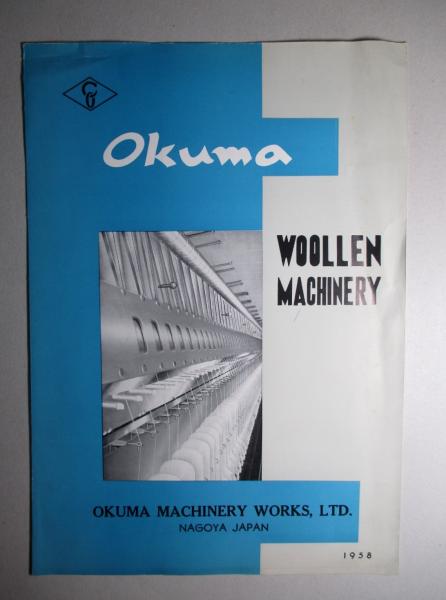 Okuma
WOOLLEN
MACHINERY
OKUMA MACHINERY WORKS, LTD.
NAGOYA JAPAN
1958